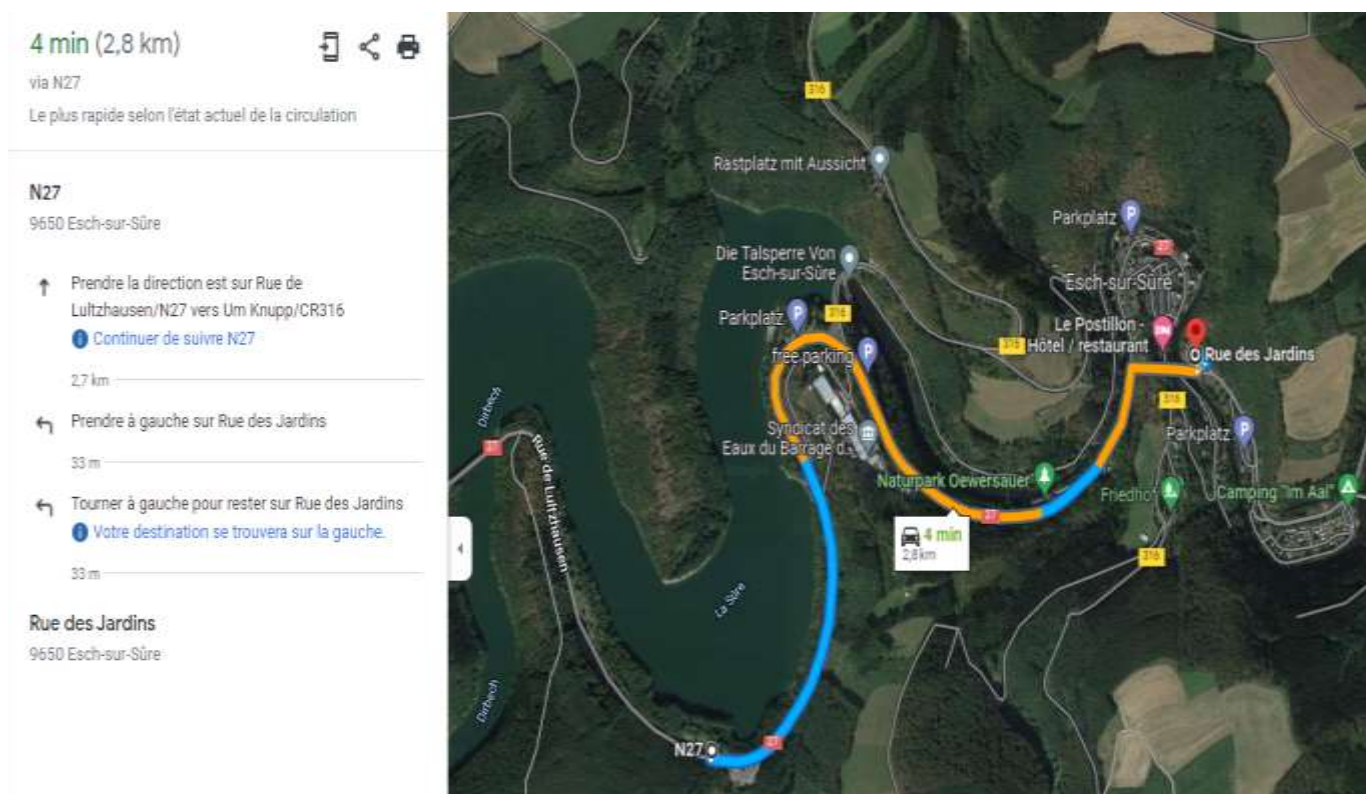 4 min (2,8 km)
via N27
Le plus rapide selon l'état actuel de la circulation
N27
9650 Esch-sur-Sûre
Prendre la direction est sur Rue de
Lultzhausen/N27 vers Um Knupp/CR316
Continuer de suivre N27
2,7 km
Prendre à gauche sur Rue des Jardins
33 m
Tourner à gauche pour rester sur Rue des Jardins
Votre destination se trouvera sur la gauche.
33 m
Rue des Jardins
9650 Esch-sur-Sûre
316
Rastplatz mit Aussicht
Parkplatz
P
27
Die Talsperre Von
Esch-sur-Sûre
Esch-sur-Sûre
Parkplatz
P
316
Le Postillon -
Hôtel / restaurant
316
free parking
P
Rue des Jardins
316
Dirbech
27
Rue de Lultzhausen
Syndicat des
Eaux du Barrage d...
Parkplatz
P
Naturpark Oewersauer
Friedhof
Camping "im Aal"
27
4 min
2,8 km
316
La Sûre
Dirbech
N27
27